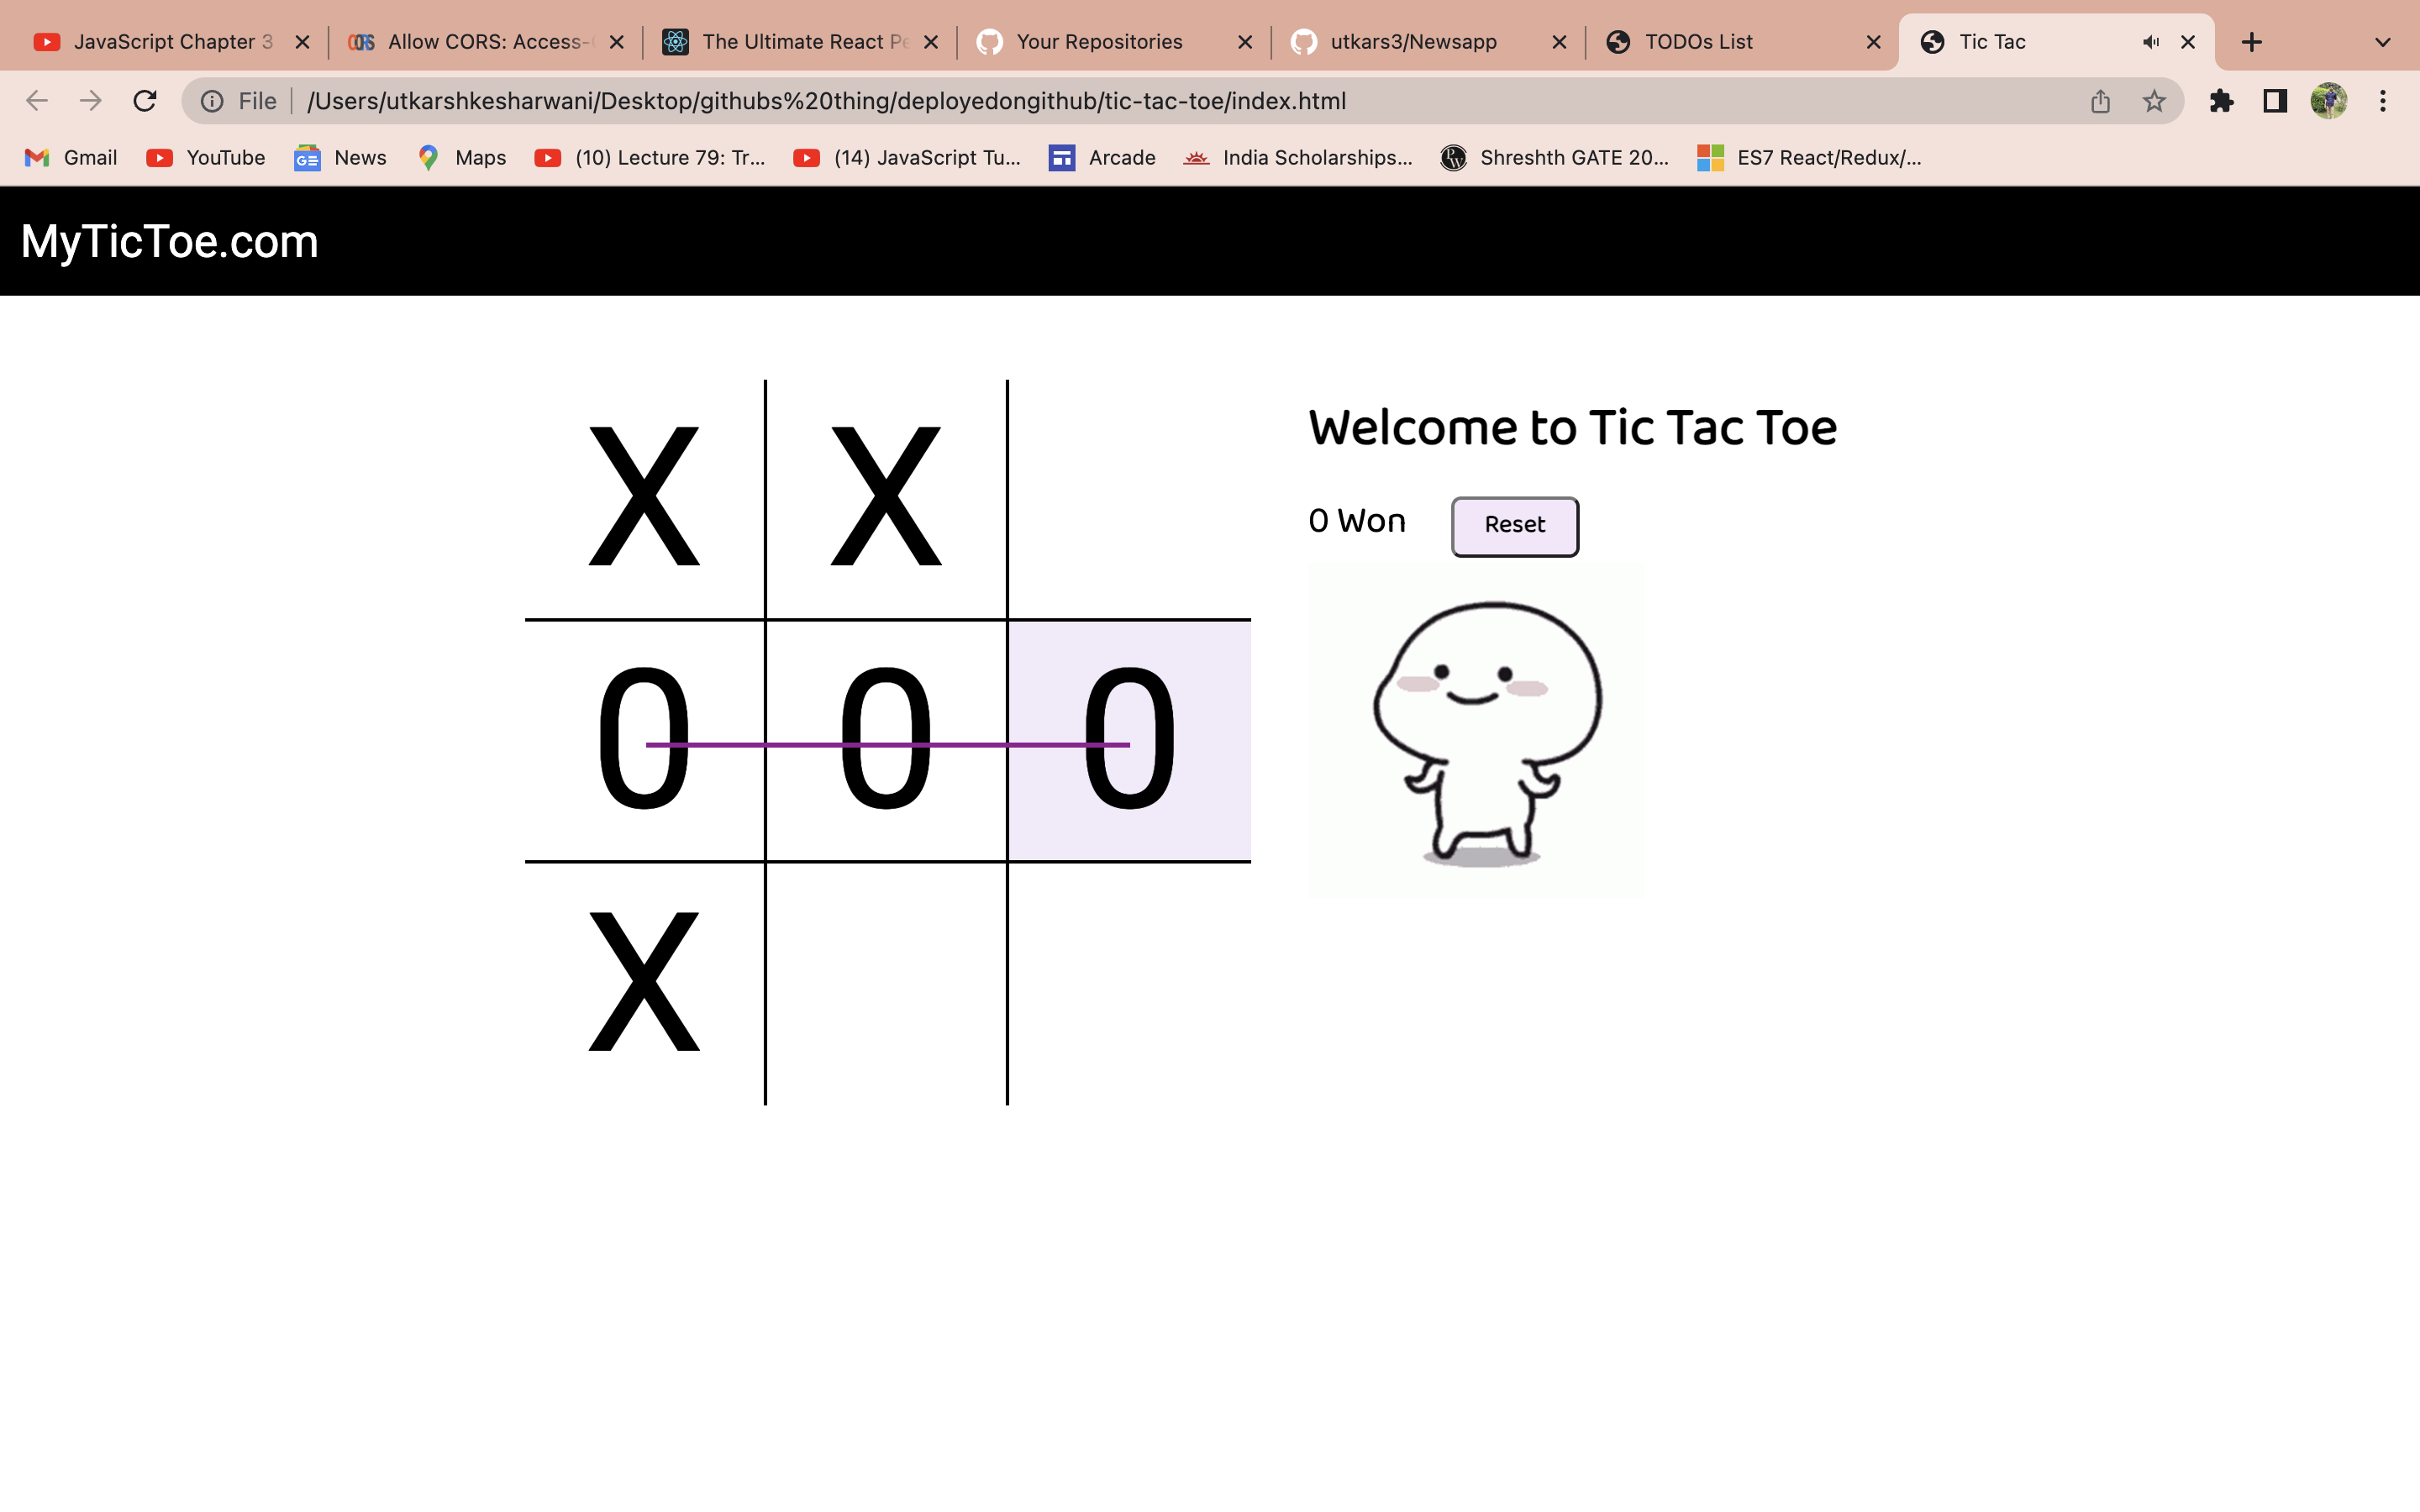 JavaScript Chapter 3
Allow CORS: Access-
The Ultimate React Pe
Your Repositories
utkars3/Newsapp
TODOs List
Tic Tac
File /Users/utkarshkesharwani/Desktop/githubs%20thing/deployedongithub/tic-tac-toe/index.html
Gmail
YouTube
GE News
Maps
(10) Lecture 79: Tr...
(14) JavaScript Tu...
Arcade
India Scholarships...
PW Shreshth GATE 20...
ES7 React/Redux/...
MyTicToe.com
X X
0 0 0
X
Welcome to Tic Tac Toe
0 Won Reset